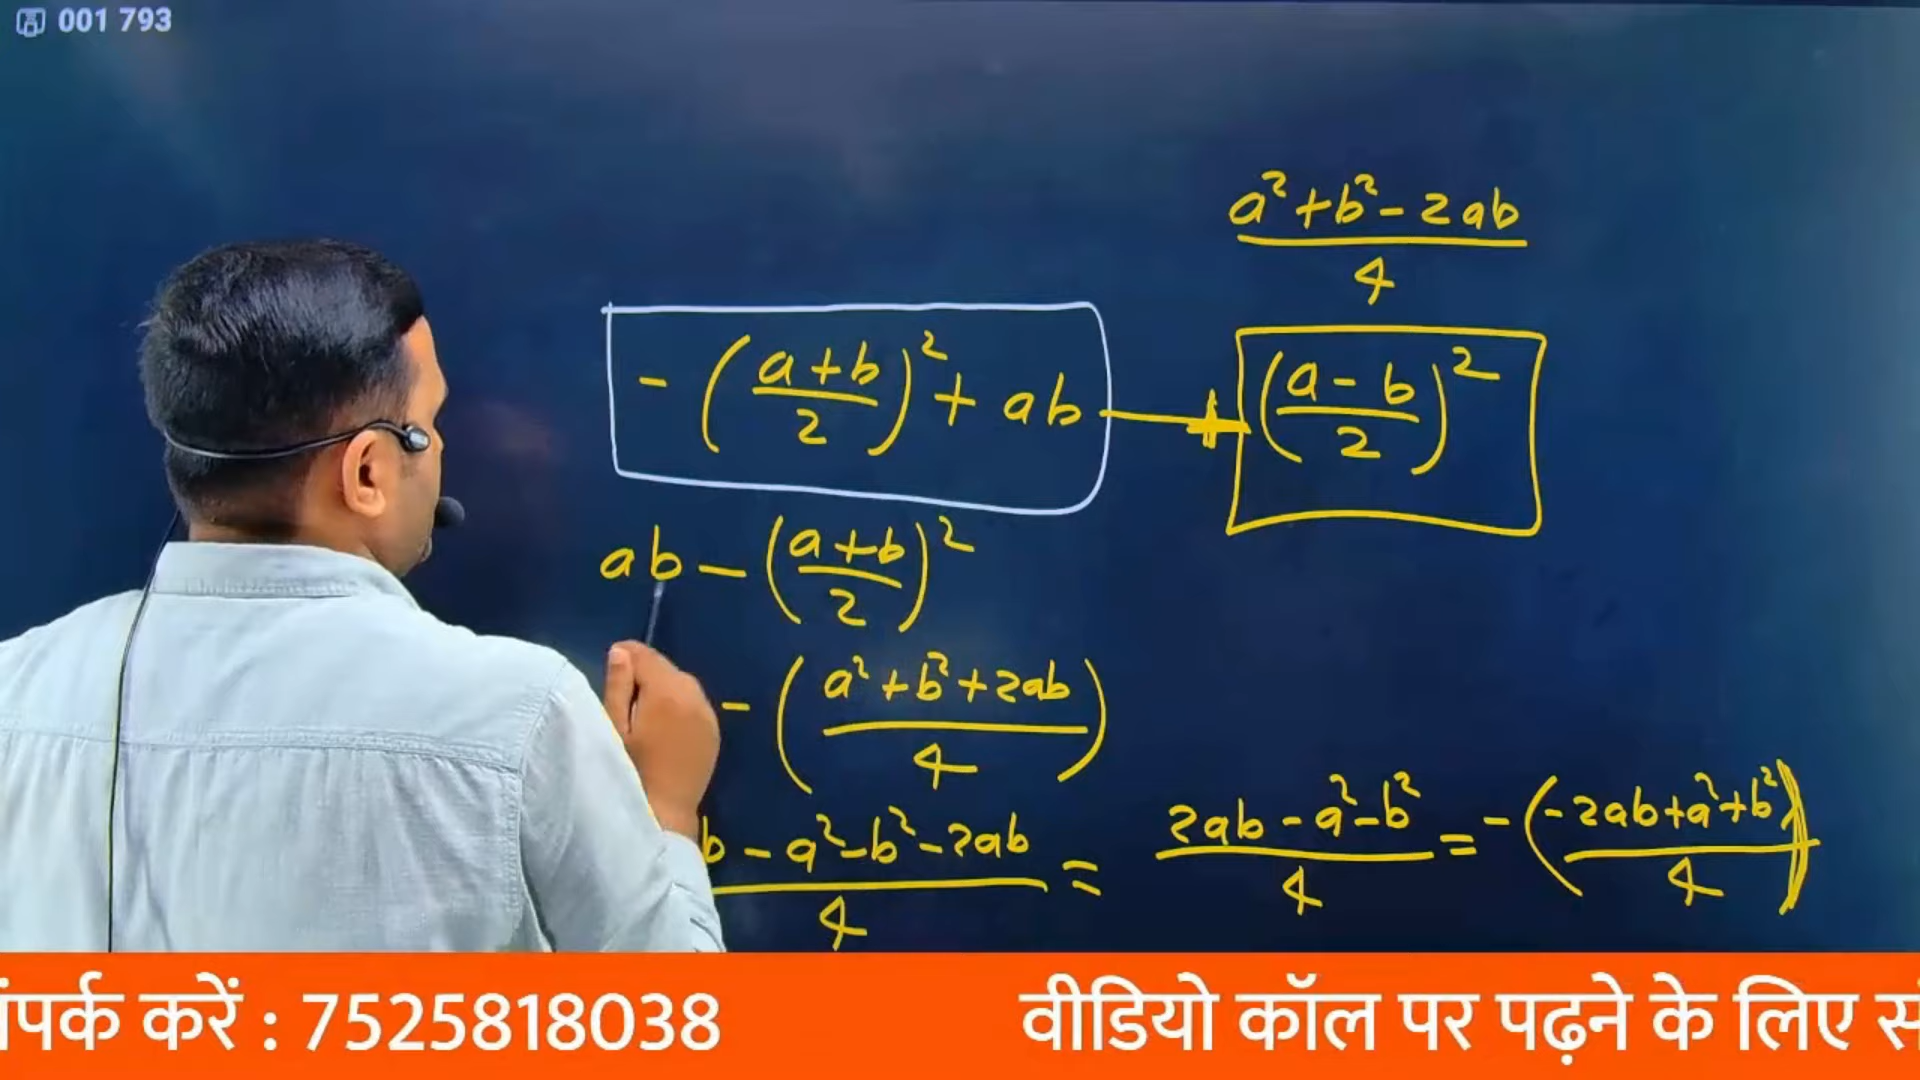 001 793
a² + b² - 2ab / 4
- (a + b / 2)² + ab — + (a - b / 2)²
ab - (a + b / 2)²
- (a² + b² + 2ab / 4)
b - a² - b² - 2ab / 4 = 2ab - a² - b² / 4 = - (-2ab + a² + b² / 4)
ंपर्क करें : 7525818038 वीडियो कॉल पर पढ़ने के लिए सं